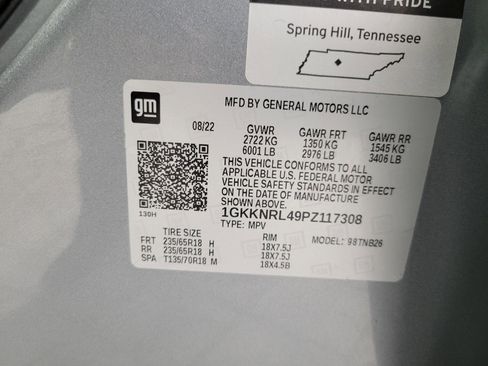 WITH PRIDE
Spring Hill, Tennessee
gm
MFD BY GENERAL MOTORS LLC
08/22 GVWR GAWR FRT GAWR RR
2722 KG 1350 KG 1545 KG
6001 LB 2976 LB 3406 LB
THIS VEHICLE CONFORMS TO ALL
APPLICABLE U.S. FEDERAL MOTOR
VEHICLE SAFETY STANDARDS IN EFFECT
ON THE DATE OF MANUFACTURE
SHOWN ABOVE.
1GKKNRL49PZ117308
130H
TYPE: MPV
TIRE SIZE RIM MODEL: 98TNB26
FRT 235/65R18 H 18X7.5J
RR 235/65R18 H 18X7.5J
SPA T135/70R18 M 18X4.5B